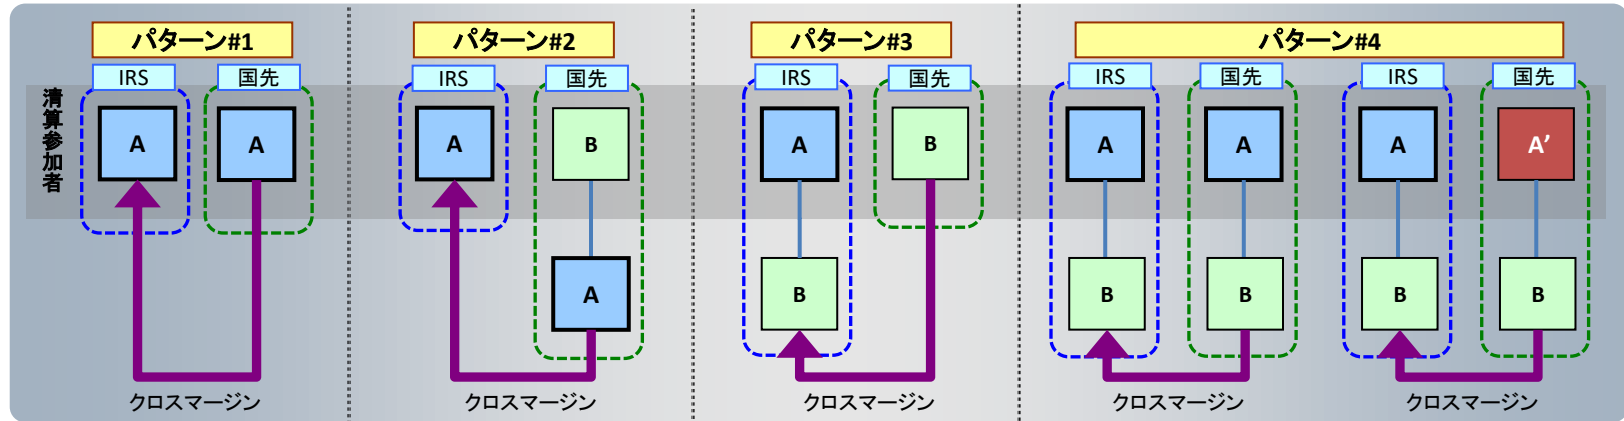 パターン#1
パターン#2
パターン#3
パターン#4
IRS
国先
IRS
国先
IRS
国先
IRS
国先
IRS
国先
清算参加者
A
A
A
B
A
B
A
A
A
A’
A
B
B
B
B
B
クロスマージン
クロスマージン
クロスマージン
クロスマージン
クロスマージン